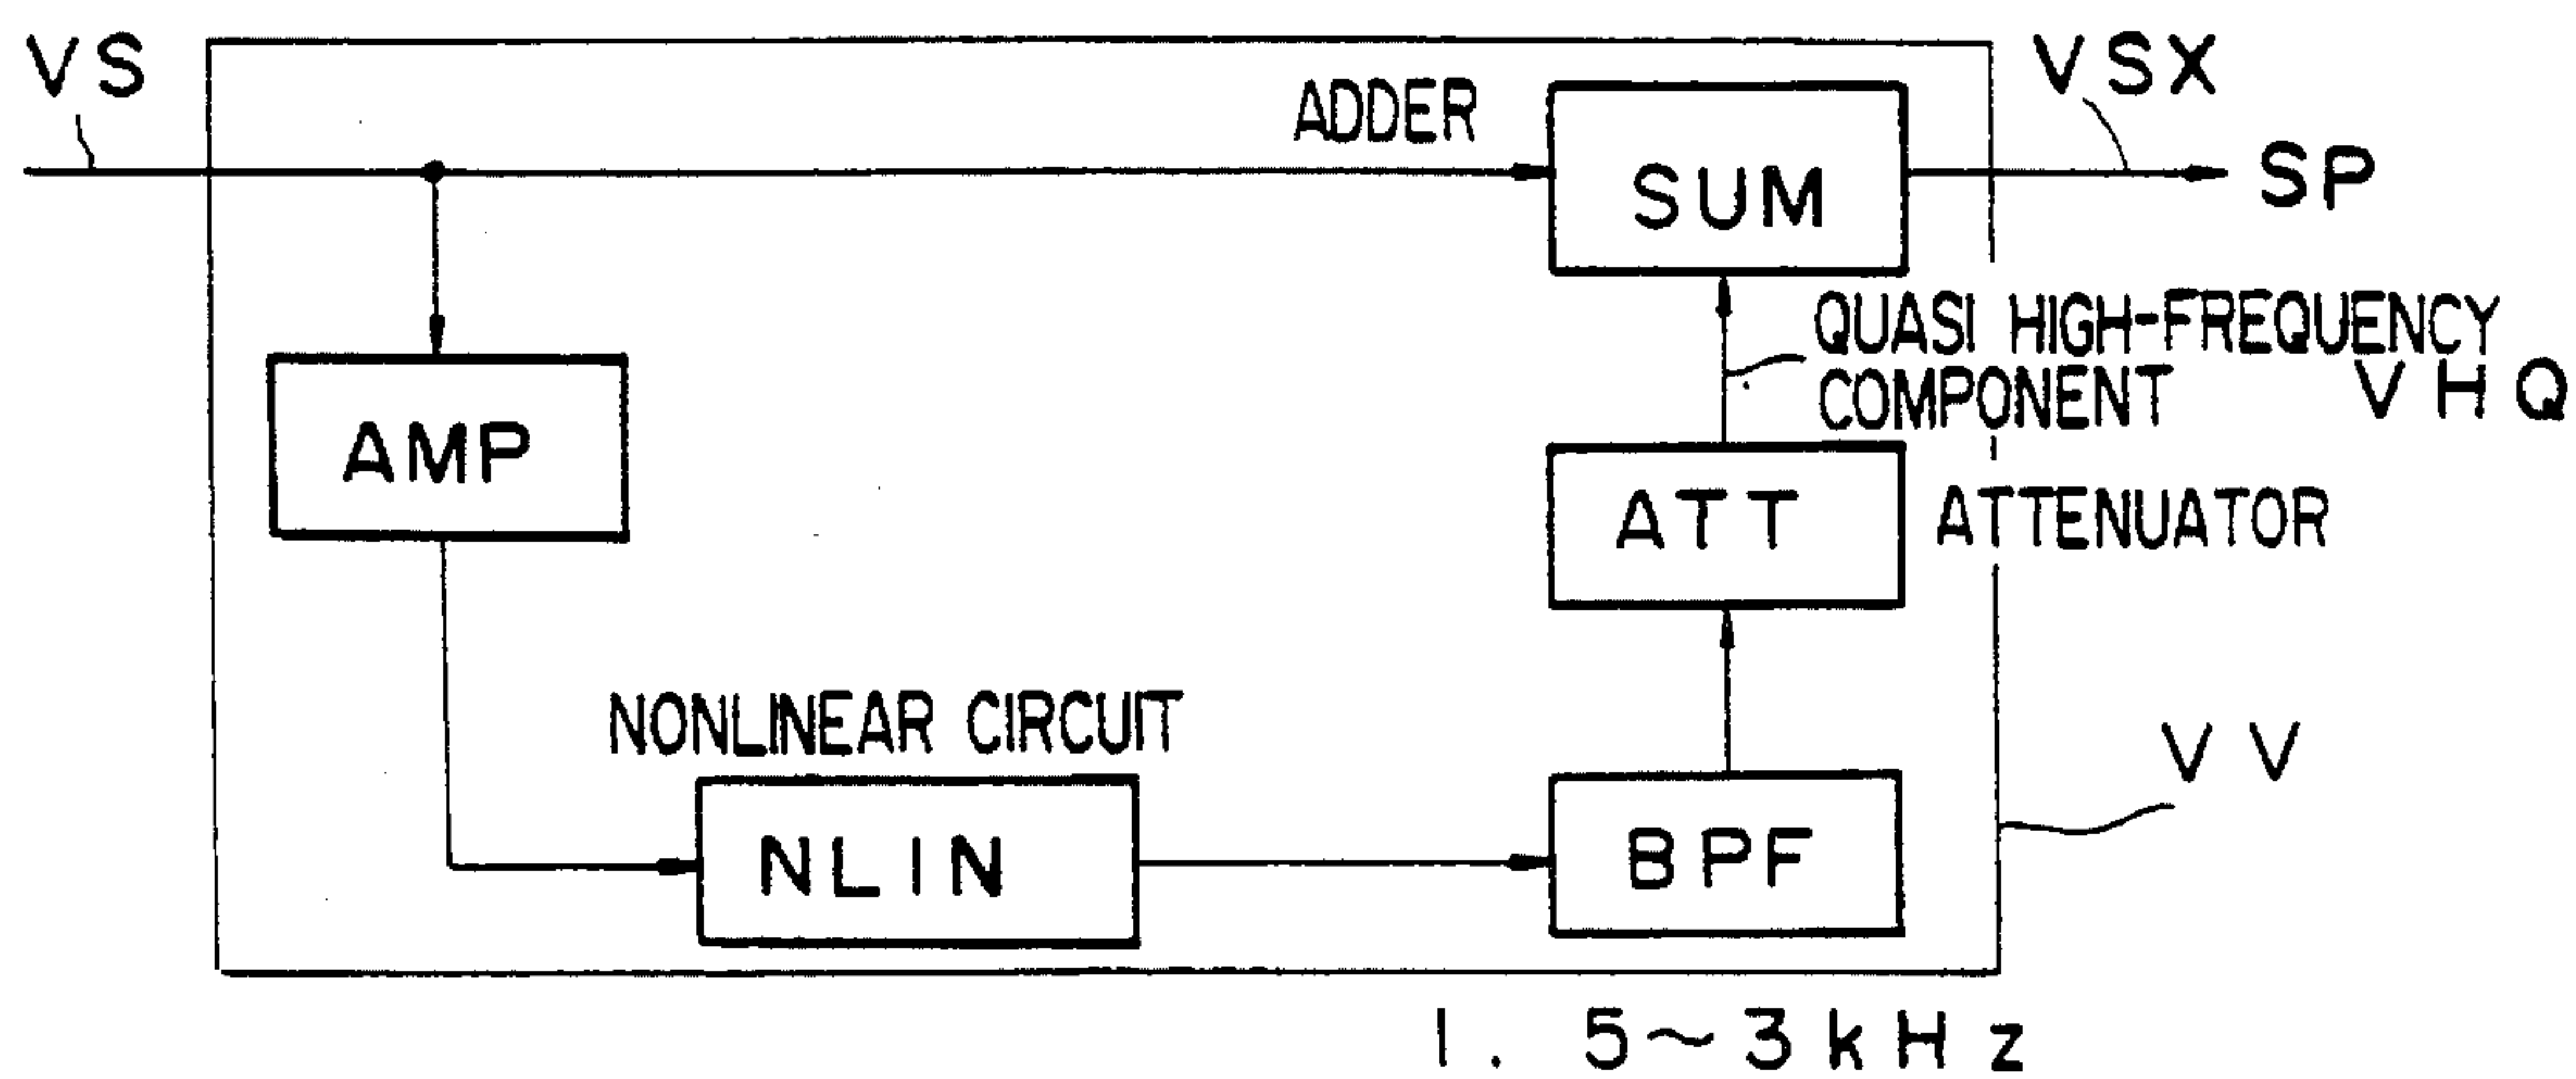 VS
VSX
ADDER
SUM
SP
QUASI HIGH-FREQUENCY
COMPONENT VHQ
AMP
ATT
ATTENUATOR
NONLINEAR CIRCUIT
VV
NLIN
BPF
1.5~3kHz